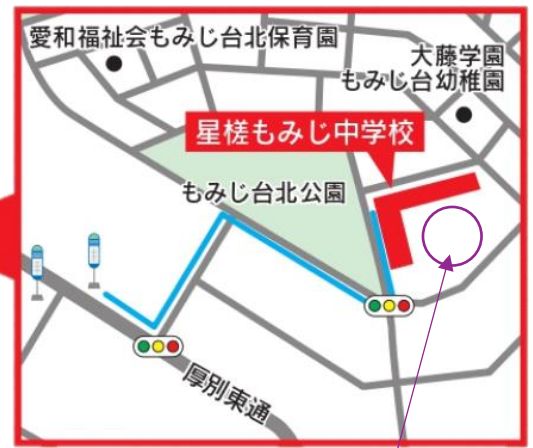 愛和福祉会もみじ台北保育園
大藤学園
もみじ台幼稚園
星槎もみじ中学校
もみじ台北公園
厚別東通